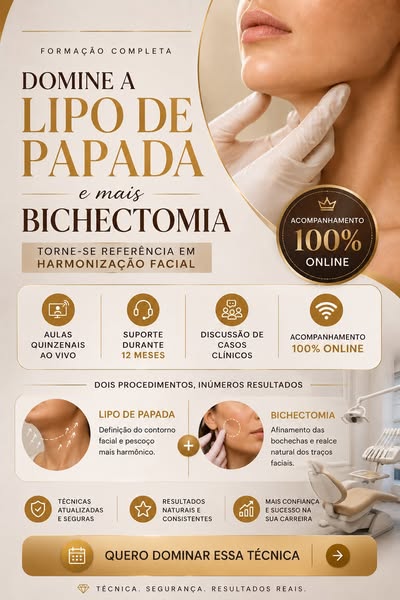 FORMAÇÃO COMPLETA
DOMINE A
LIPO DE
PAPADA
e mais
BICHECTOMIA
TORNE-SE REFERÊNCIA EM
HARMONIZAÇÃO FACIAL
ACOMPANHAMENTO
100%
ONLINE
AULAS
QUINZENAIS
AO VIVO
SUPORTE
DURANTE
12 MESES
DISCUSSÃO DE
CASOS
CLÍNICOS
ACOMPANHAMENTO
100% ONLINE
DOIS PROCEDIMENTOS, INÚMEROS RESULTADOS
LIPO DE PAPADA
Definição do contorno
facial e pescoço
mais harmônico.
+
BICHECTOMIA
Afinamento das
bochechas e realce
natural dos traços
faciais.
TÉCNICAS
ATUALIZADAS
E SEGURAS
RESULTADOS
NATURAIS E
CONSISTENTES
MAIS CONFIANÇA
E SUCESSO NA
SUA CARREIRA
QUERO DOMINAR ESSA TÉCNICA
TÉCNICA. SEGURANÇA. RESULTADOS REAIS.